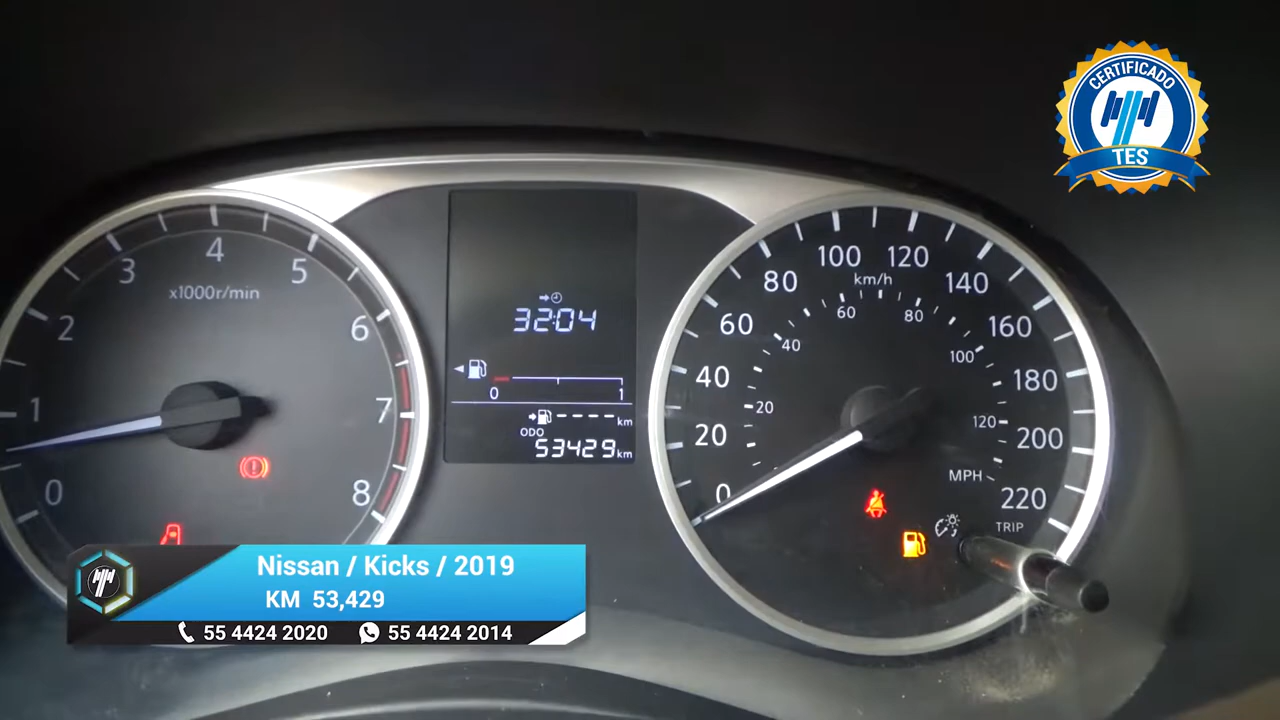 CERTIFICADO
TES
0
1
2
3
4
5
6
7
8
x1000r/min
32:04
0 1
------ km
ODO
53429 km
0
20
40
60
80
100
120
140
160
180
200
220
km/h
20
40
60
80
100
120
MPH
TRIP
Nissan / Kicks / 2019
KM 53,429
55 4424 2020 55 4424 2014